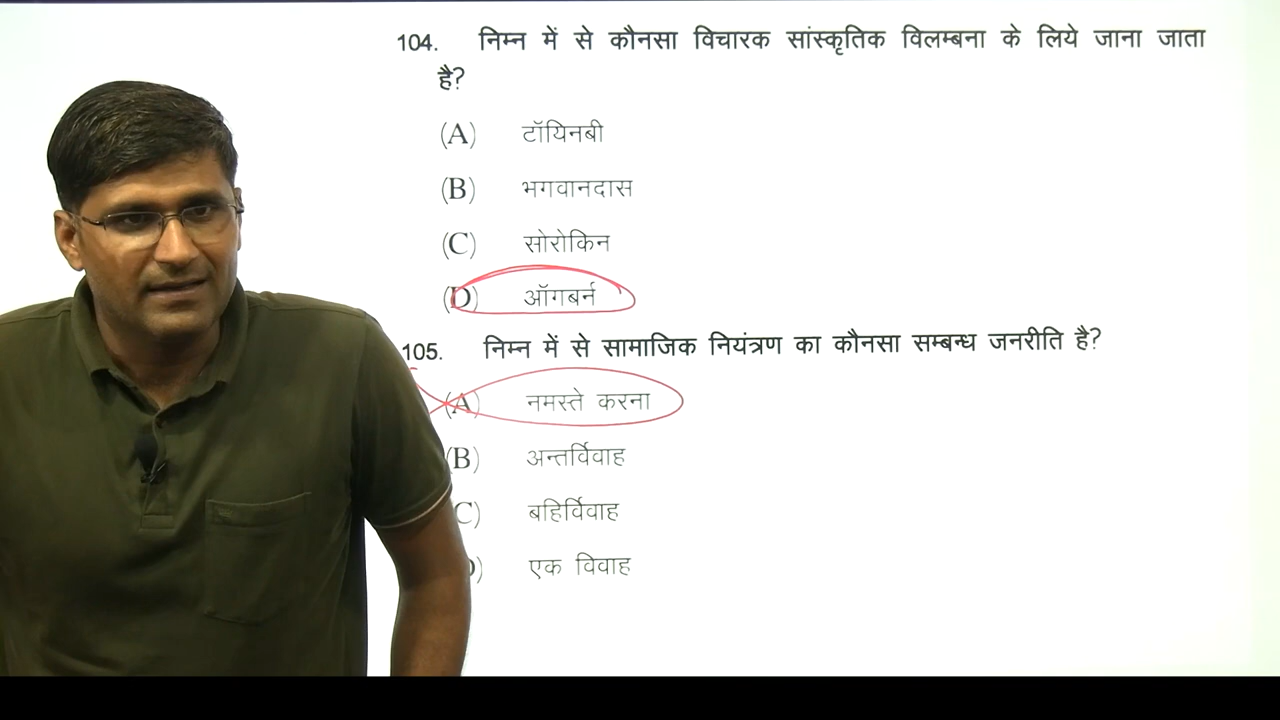 104. निम्न में से कौनसा विचारक सांस्कृतिक विलम्बना के लिये जाना जाता
है?
(A) टॉयिनबी
(B) भगवानदास
(C) सोरोकिन
(D) ऑगबर्न
105. निम्न में से सामाजिक नियंत्रण का कौनसा सम्बन्ध जनरीति है?
(A) नमस्ते करना
(B) अन्तर्विवाह
C) बहिर्विवाह
) एक विवाह